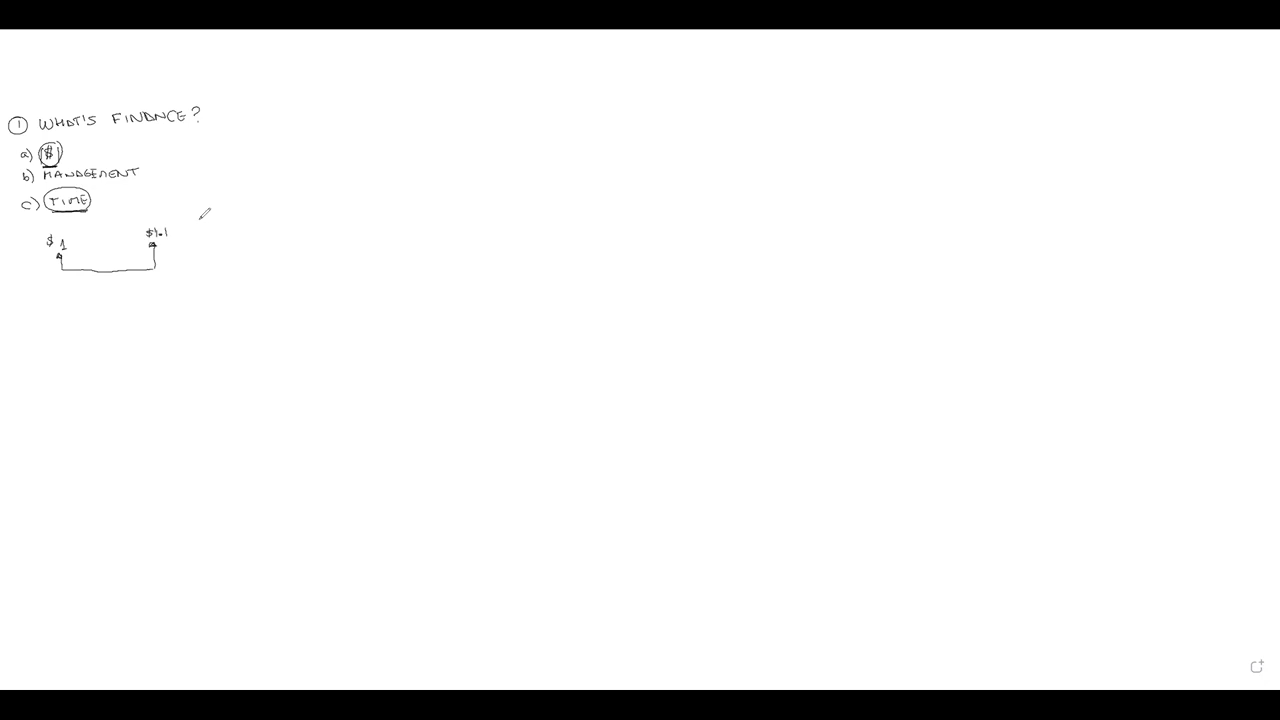 ① WHAT'S FINANCE?
a) $
b) MANAGEMENT
c) TIME
$ 1 $1.1